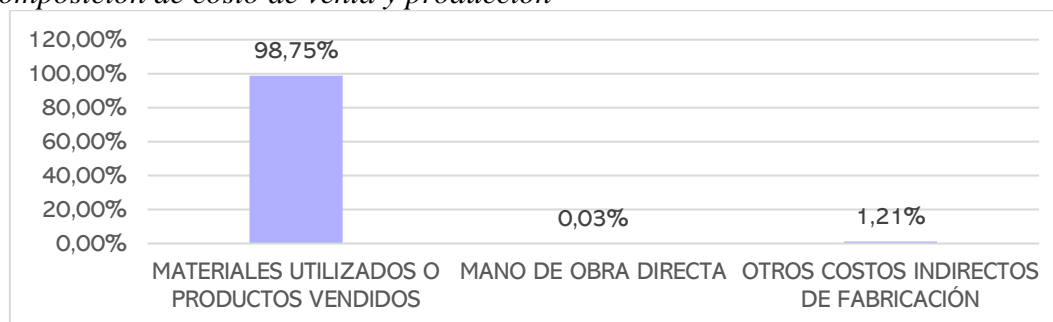 omposición de costo de venta y producción
120,00%
98,75%
100,00%
80,00%
60,00%
40,00%
20,00%
0,03%
1,21%
0,00%
MATERIALES UTILIZADOS O
PRODUCTOS VENDIDOS
MANO DE OBRA DIRECTA
OTROS COSTOS INDIRECTOS
DE FABRICACIÓN